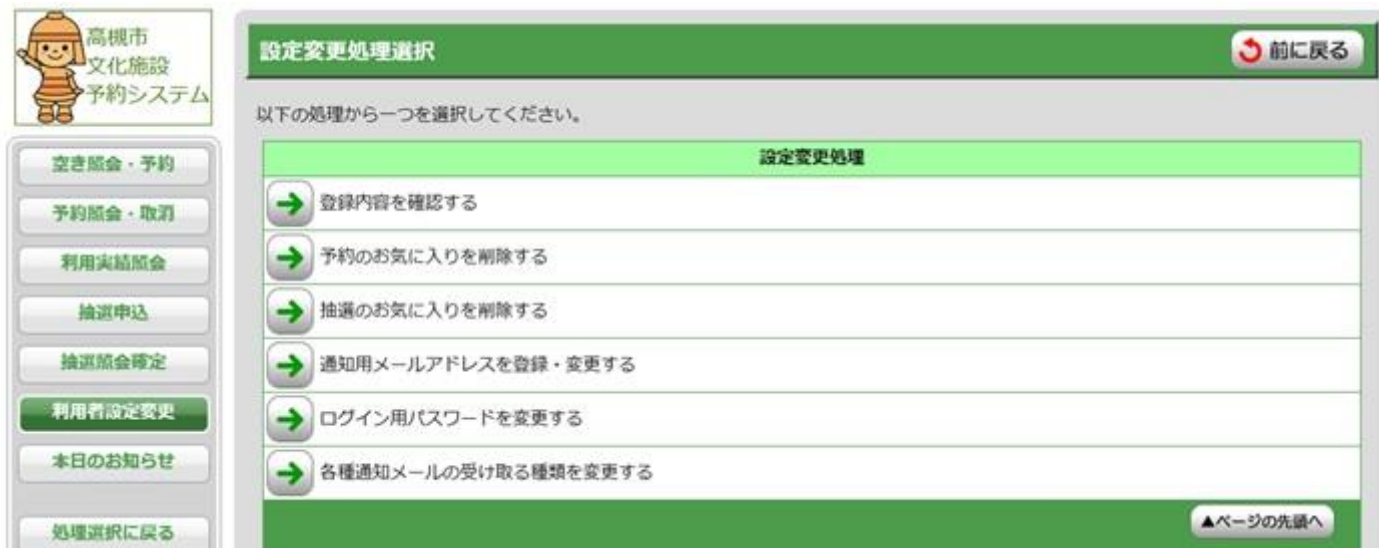 高槻市
文化施設
予約システム
空き照会・予約
予約照会・取消
利用実績照会
抽選申込
抽選照会確定
利用者設定変更
本日のお知らせ
処理選択に戻る
設定変更処理選択
前に戻る
以下の処理から一つを選択してください。
設定変更処理
登録内容を確認する
予約のお気に入りを削除する
抽選のお気に入りを削除する
通知用メールアドレスを登録・変更する
ログイン用パスワードを変更する
各種通知メールの受け取る種類を変更する
▲ページの先頭へ